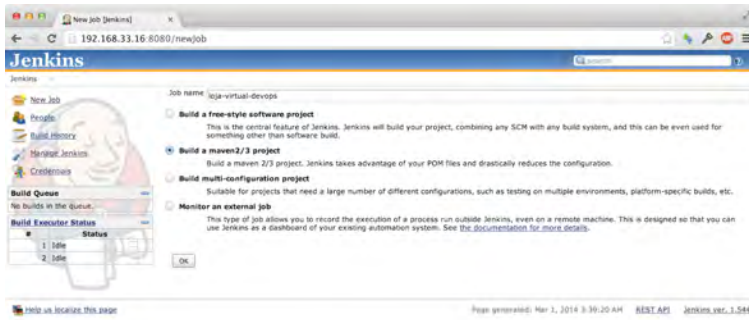 New Job [Jenkins]
192.168.33.16:8080/newJob
Jenkins
search
Jenkins
Job name loja-virtual-devops
New Job
People
Build History
Manage Jenkins
Credentials
Build Queue
No builds in the queue.
Build Executor Status
# Status
1 Idle
2 Idle
Build a free-style software project
This is the central feature of Jenkins. Jenkins will build your project, combining any SCM with any build system, and this can be even used for
something other than software build.
Build a maven2/3 project
Build a maven 2/3 project. Jenkins takes advantage of your POM files and drastically reduces the configuration.
Build multi-configuration project
Suitable for projects that need a large number of different configurations, such as testing on multiple environments, platform-specific builds, etc.
Monitor an external job
This type of job allows you to record the execution of a process run outside Jenkins, even on a remote machine. This is designed so that you can
use Jenkins as a dashboard of your existing automation system. See the documentation for more details.
OK
Help us localize this page
Page generated: Mar 1, 2014 3:39:20 AM REST API Jenkins ver. 1.544